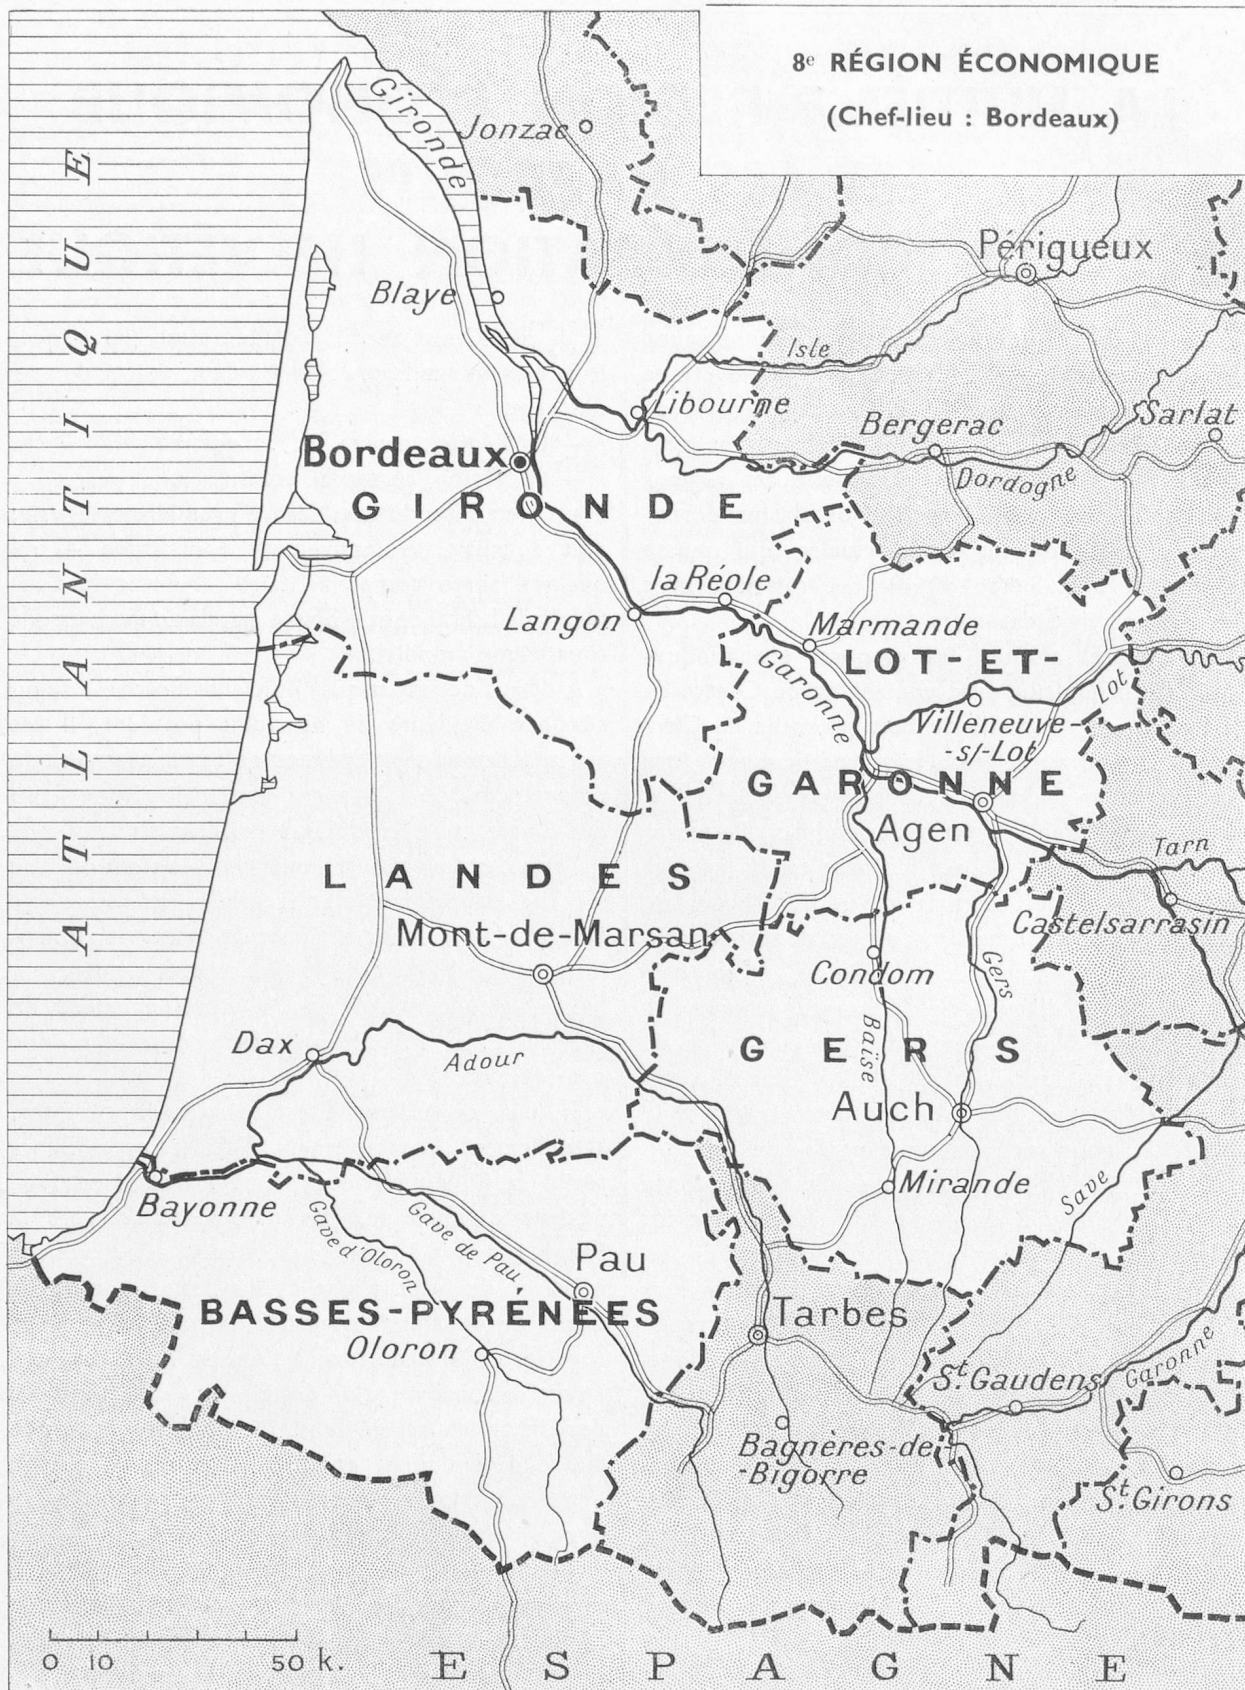 8e RÉGION ÉCONOMIQUE
(Chef-lieu : Bordeaux)
ATLANTIQUE
Gironde
Jonzac
Périgueux
Blaye
Isle
Libourne
Bergerac
Sarlat
Bordeaux
Dordogne
GIRONDE
la Réole
Langon
Marmande
LOT-ET-
Garonne
Lot
Villeneuve-
-s/-Lot
GARONNE
Agen
Tarn
LANDES
Castelsarrasin
Mont-de-Marsan
Condom
Gers
Dax
Adour
Baïse
GERS
Auch
Mirande
Save
Bayonne
Gave d'Oloron
Gave de Pau
Pau
BASSES-PYRÉNÉES
Tarbes
Oloron
Garonne
St. Gaudens
Bagnères-de-
-Bigorre
St. Girons
0 10 50 k.
ESPAGNE